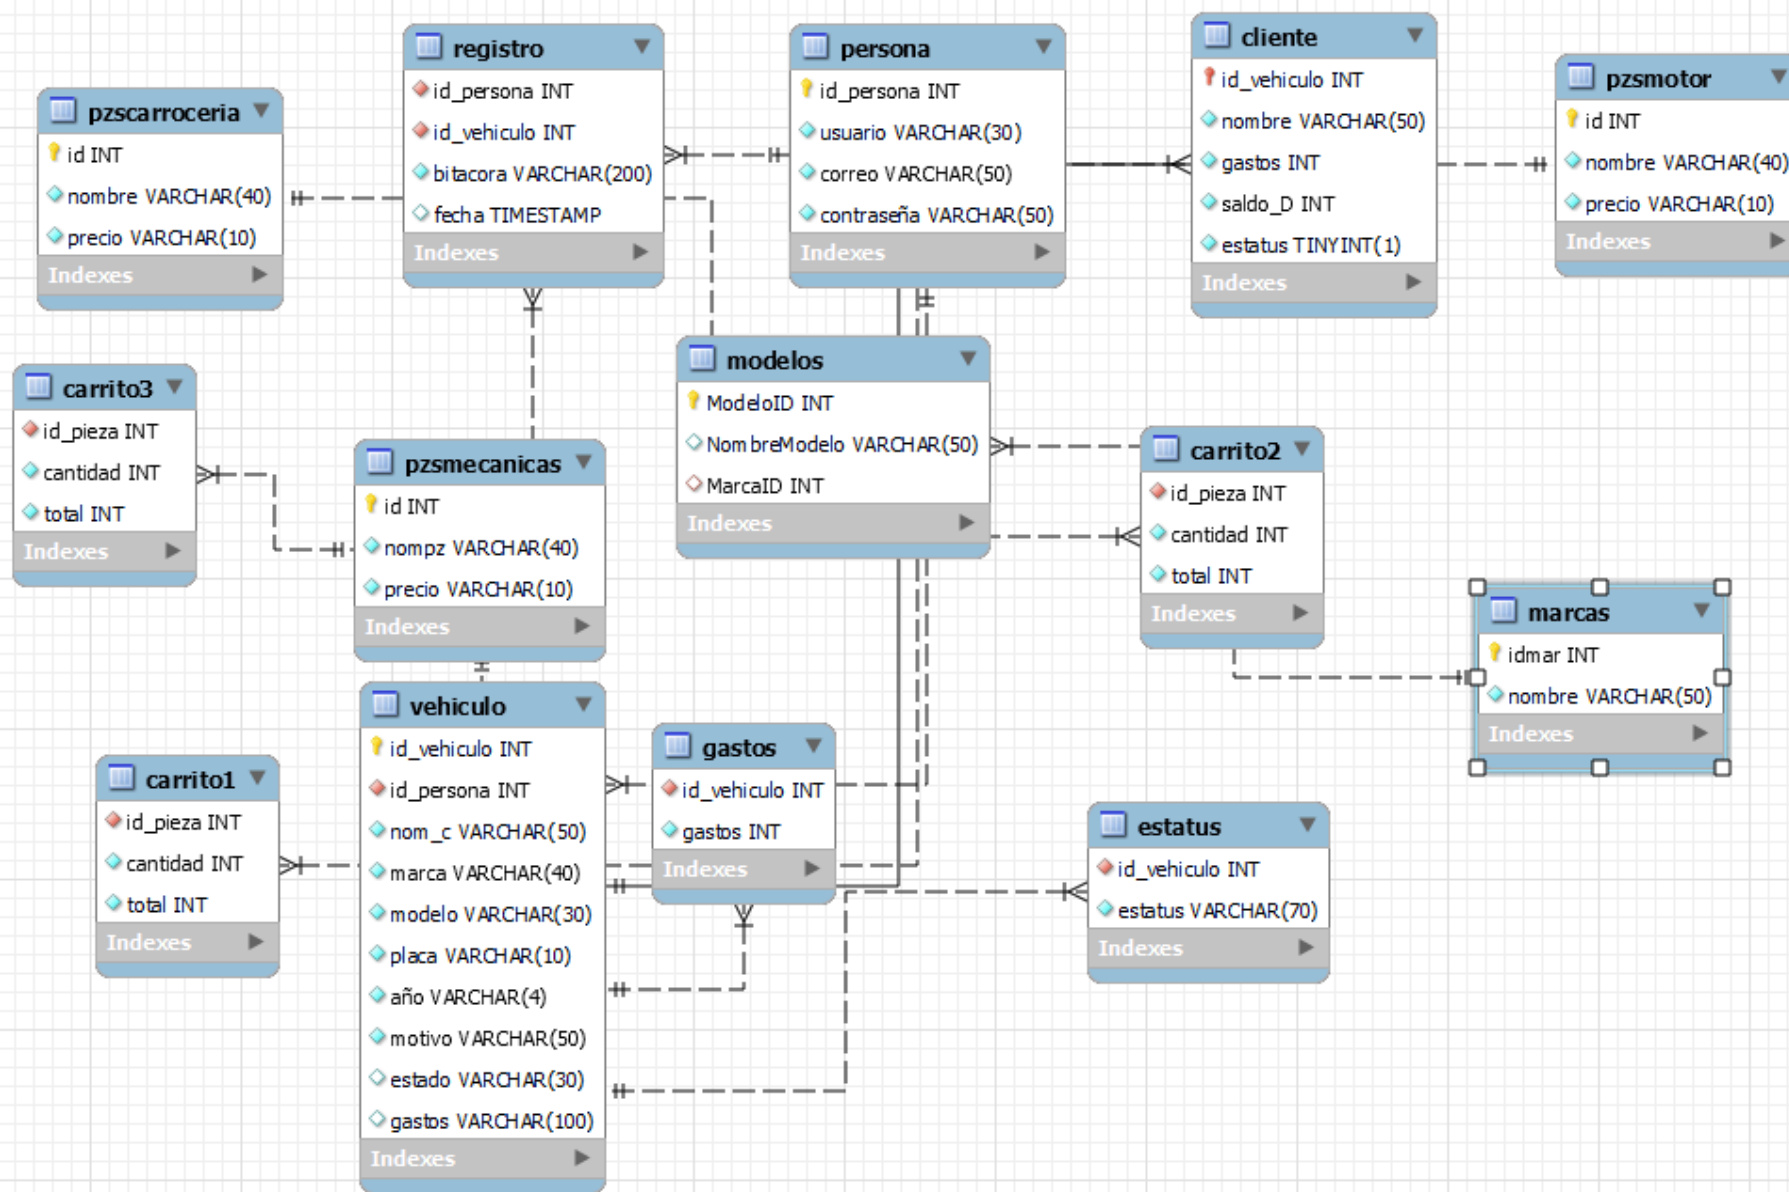 registro
id_persona INT
id_vehiculo INT
bitacora VARCHAR(200)
fecha TIMESTAMP
Indexes
persona
id_persona INT
usuario VARCHAR(30)
correo VARCHAR(50)
contraseña VARCHAR(50)
Indexes
cliente
id_vehiculo INT
nombre VARCHAR(50)
gastos INT
saldo_D INT
estatus TINYINT(1)
Indexes
pzsmotor
id INT
nombre VARCHAR(40)
precio VARCHAR(10)
Indexes
pzscarroceria
id INT
nombre VARCHAR(40)
precio VARCHAR(10)
Indexes
modelos
ModeloID INT
NombreModelo VARCHAR(50)
MarcaID INT
Indexes
carrito3
id_pieza INT
cantidad INT
total INT
Indexes
pzsmecanicas
id INT
nompz VARCHAR(40)
precio VARCHAR(10)
Indexes
carrito2
id_pieza INT
cantidad INT
total INT
Indexes
marcas
idmar INT
nombre VARCHAR(50)
Indexes
vehiculo
id_vehiculo INT
id_persona INT
nom_c VARCHAR(50)
marca VARCHAR(40)
modelo VARCHAR(30)
placa VARCHAR(10)
año VARCHAR(4)
motivo VARCHAR(50)
estado VARCHAR(30)
gastos VARCHAR(100)
Indexes
gastos
id_vehiculo INT
gastos INT
Indexes
carrito1
id_pieza INT
cantidad INT
total INT
Indexes
estatus
id_vehiculo INT
estatus VARCHAR(70)
Indexes